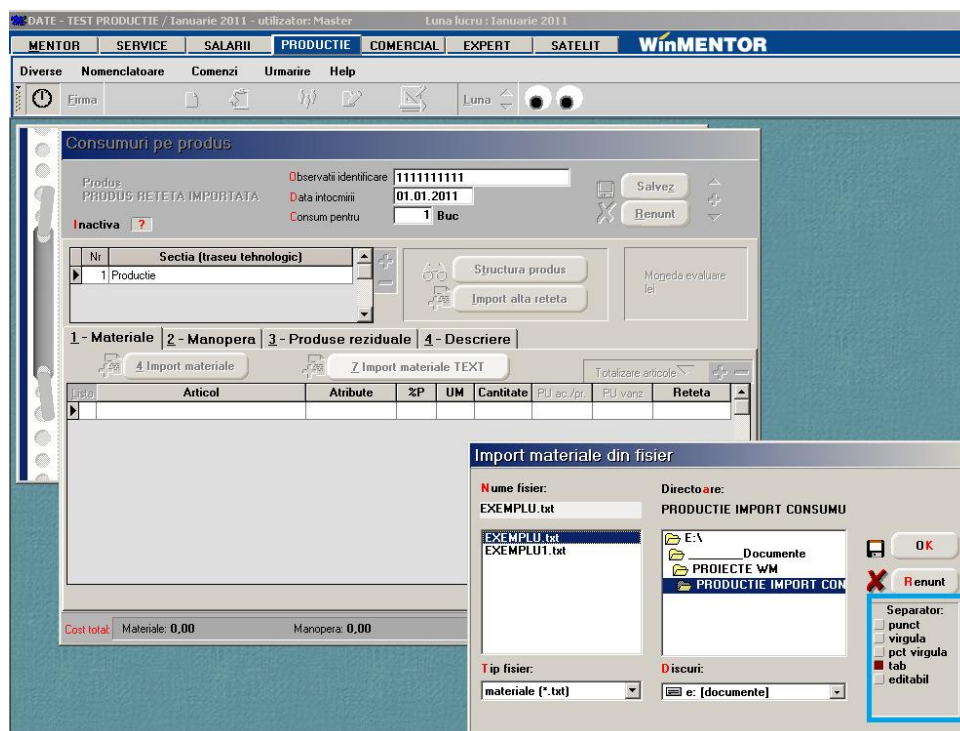 DATE - TEST PRODUCTIE / Ianuarie 2011 - utilizator: Master Luna lucru : Ianuarie 2011
MENTOR SERVICE SALARII PRODUCTIE COMERCIAL EXPERT SATELIT WinMENTOR
Diverse Nomenclatoare Comenzi Urmarire Help
Firma Luna
Consumuri pe produs
Produs
PRODUS RETETA IMPORTATA
Inactiva ?
Observatii identificare 1111111111
Data intocmirii 01.01.2011
Consum pentru 1 Buc
Salvez
Renunt
Nr Sectia (traseu tehnologic)
1 Productie
Structura produs
Import alta reteta
Moneda evaluare
lei
1 - Materiale 2 - Manopera 3 - Produse reziduale 4 - Descriere
4 Import materiale 7 Import materiale TEXT Totalizare articole
Lista Articol Atribute %P UM Cantitate PU ac./pr. PU vanz Reteta
Cost total: Materiale: 0,00 Manopera: 0,00
Import materiale din fisier
Nume fisier:
EXEMPLU.txt
EXEMPLU.txt
EXEMPLU1.txt
Tip fisier:
materiale (*.txt)
Directoare:
PRODUCTIE IMPORT CONSUMU
E:\
________Documente
PROIECTE WM
PRODUCTIE IMPORT CON
Discuri:
e: [documente]
OK
Renunt
Separator:
punct
virgula
pct virgula
tab
editabil